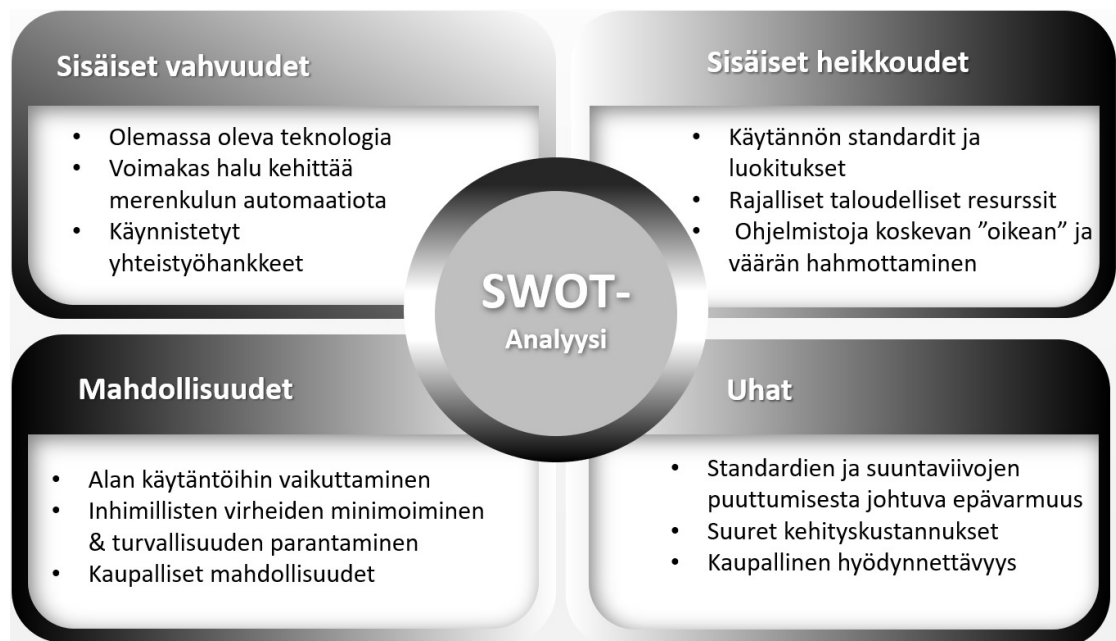 Sisäiset vahvuudet
• Olemassa oleva teknologia
• Voimakas halu kehittää
merenkulun automaatiota
• Käynnistetyt
yhteistyöhankkeet
Sisäiset heikkoudet
• Käytännön standardit ja
luokitukset
• Rajalliset taloudelliset resurssit
• Ohjelmistoja koskevan ”oikean” ja
väärän hahmottaminen
SWOT-
Analyysi
Mahdollisuudet
• Alan käytäntöihin vaikuttaminen
• Inhimillisten virheiden minimoiminen
& turvallisuuden parantaminen
• Kaupalliset mahdollisuudet
Uhat
• Standardien ja suuntaviivojen
puuttumisesta johtuva epävarmuus
• Suuret kehityskustannukset
• Kaupallinen hyödynnettävyys